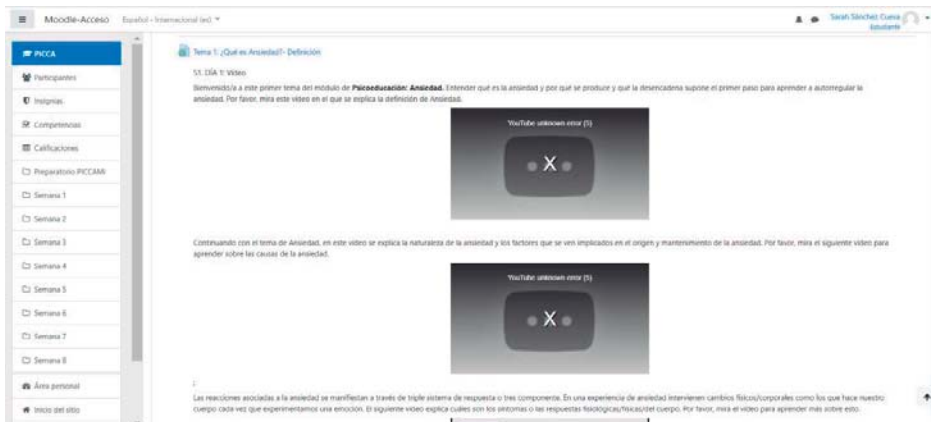 Moodle-Acceso Español - Internacional (es)
Sarah Sánchez Cueva
Estudiante
PICCA
Participantes
Insignias
Competencias
Calificaciones
Preparatorio PICCAMI
Semana 1
Semana 2
Semana 3
Semana 4
Semana 5
Semana 6
Semana 7
Semana 8
Área personal
Inicio del sitio
Tema 1: ¿Qué es Ansiedad?- Definición
S1. DÍA 1: Video
Bienvenido/a a este primer tema del módulo de Psicoeducación: Ansiedad. Entender qué es la ansiedad y por qué se produce y qué la desencadena supone el primer paso para aprender a autorregular la
ansiedad. Por favor, mira este video en el que se explica la definición de Ansiedad.
YouTube unknown error (5)
X
Continuando con el tema de Ansiedad, en este video se explica la naturaleza de la ansiedad y los factores que se ven implicados en el origen y mantenimiento de la ansiedad. Por favor, mira el siguiente video para
aprender sobre las causas de la ansiedad.
YouTube unknown error (5)
X
;
Las reacciones asociadas a la ansiedad se manifiestan a través de triple sistema de respuesta o tres componente. En una experiencia de ansiedad intervienen cambios físicos/corporales como los que hace nuestro
cuerpo cada vez que experimentamos una emoción. El siguiente video explica cuáles son los síntomas o las respuestas fisiológicas/físicas/del cuerpo. Por favor, mira el video para aprender más sobre esto.